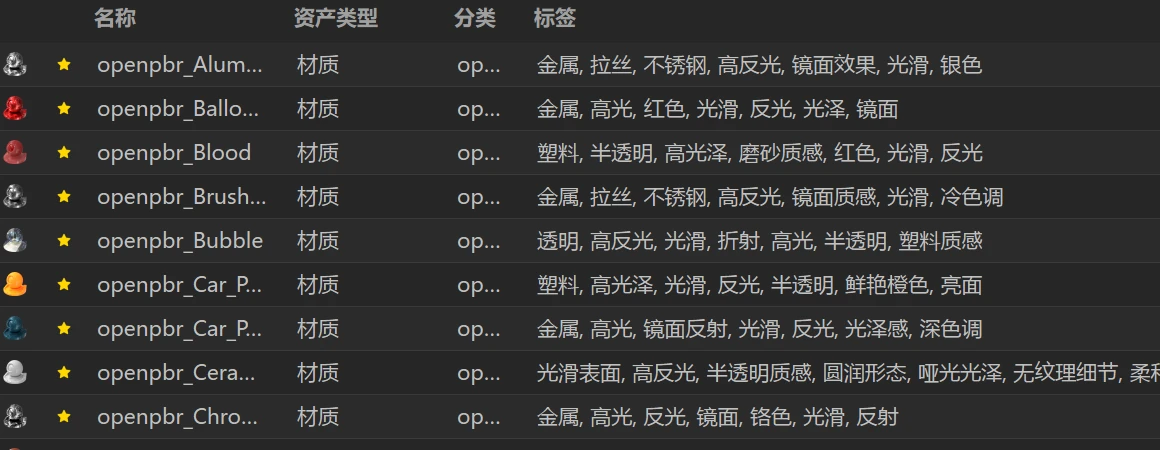 名称 资产类型 分类 标签
openpbr_Alum... 材质 op... 金属, 拉丝, 不锈钢, 高反光, 镜面效果, 光滑, 银色
openpbr_Ballo... 材质 op... 金属, 高光, 红色, 光滑, 反光, 光泽, 镜面
openpbr_Blood 材质 op... 塑料, 半透明, 高光泽, 磨砂质感, 红色, 光滑, 反光
openpbr_Brush... 材质 op... 金属, 拉丝, 不锈钢, 高反光, 镜面质感, 光滑, 冷色调
openpbr_Bubble 材质 op... 透明, 高反光, 光滑, 折射, 高光, 半透明, 塑料质感
openpbr_Car_P... 材质 op... 塑料, 高光泽, 光滑, 反光, 半透明, 鲜艳橙色, 亮面
openpbr_Car_P... 材质 op... 金属, 高光, 镜面反射, 光滑, 反光, 光泽感, 深色调
openpbr_Cera... 材质 op... 光滑表面, 高反光, 半透明质感, 圆润形态, 哑光光泽, 无纹理细节, 柔和
openpbr_Chro... 材质 op... 金属, 高光, 反光, 镜面, 铬色, 光滑, 反射